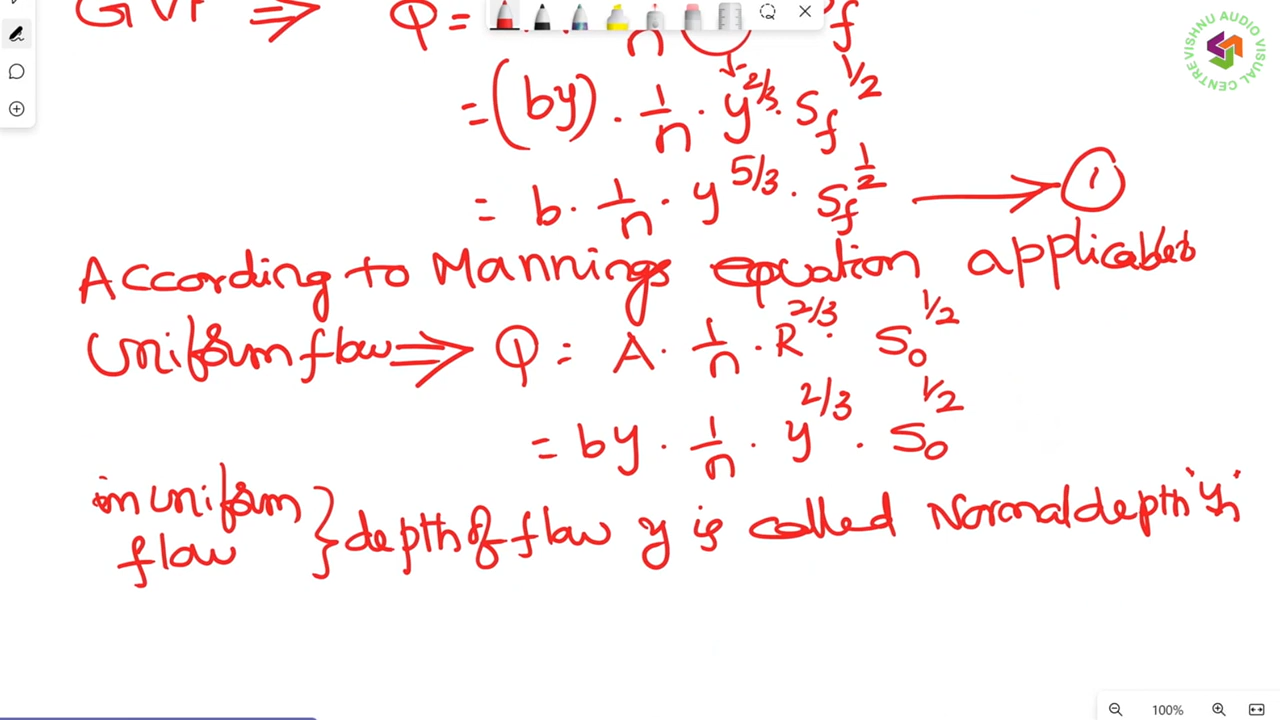 GVF ⇒ Q =
= (by) · 1/n · y^2/3 · Sf^1/2
= b · 1/n · y^5/3 · Sf^1/2 → ①
According to Mannings equation applicable to
Uniform flow ⇒ Q = A · 1/n · R^2/3 · S0^1/2
= by · 1/n · y^2/3 · S0^1/2
in uniform flow } depth of flow y is called Normal depth 'yn'
VISHNU AUDIO VISUAL CENTRE
100%